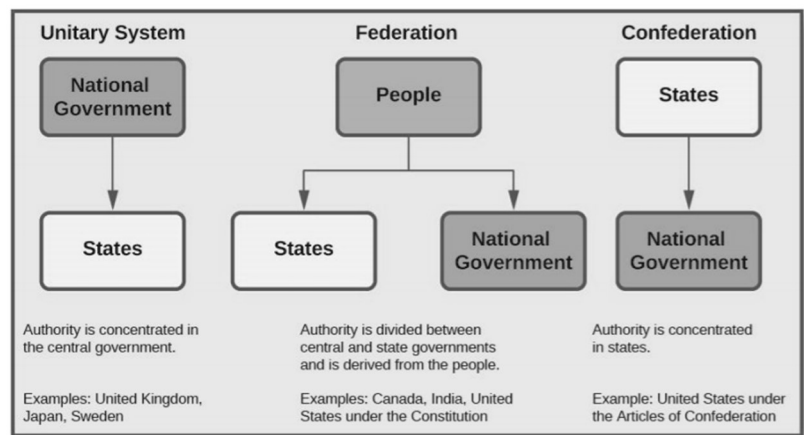 Unitary System
National
Government
States
Authority is concentrated in
the central government.
Examples: United Kingdom,
Japan, Sweden
Federation
People
States
National
Government
Authority is divided between
central and state governments
and is derived from the people.
Examples: Canada, India, United
States under the Constitution
Confederation
States
National
Government
Authority is concentrated
in states.
Example: United States under
the Articles of Confederation